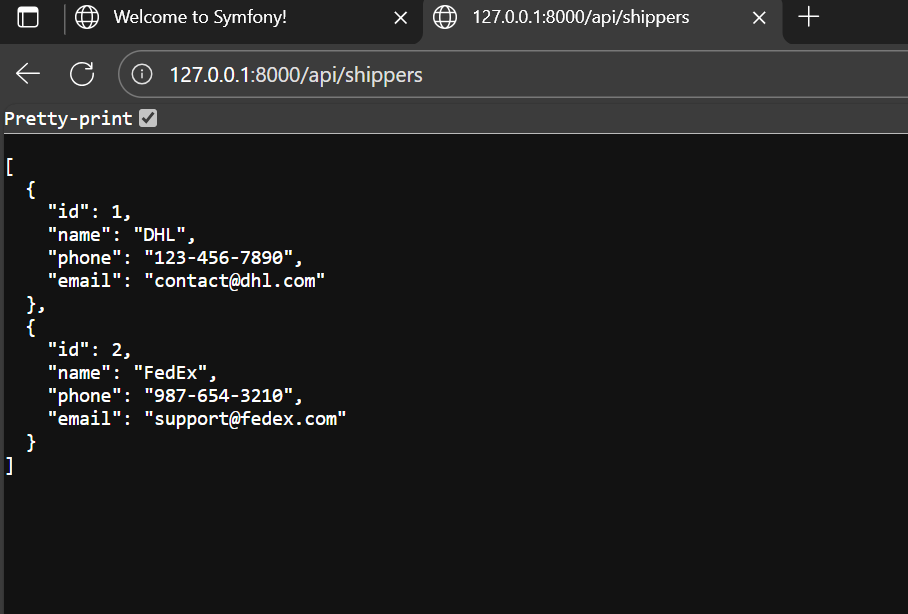 Welcome to Symfony!
127.0.0.1:8000/api/shippers
127.0.0.1:8000/api/shippers
Pretty-print
[
  {
    "id": 1,
    "name": "DHL",
    "phone": "123-456-7890",
    "email": "contact@dhl.com"
  },
  {
    "id": 2,
    "name": "FedEx",
    "phone": "987-654-3210",
    "email": "support@fedex.com"
  }
]